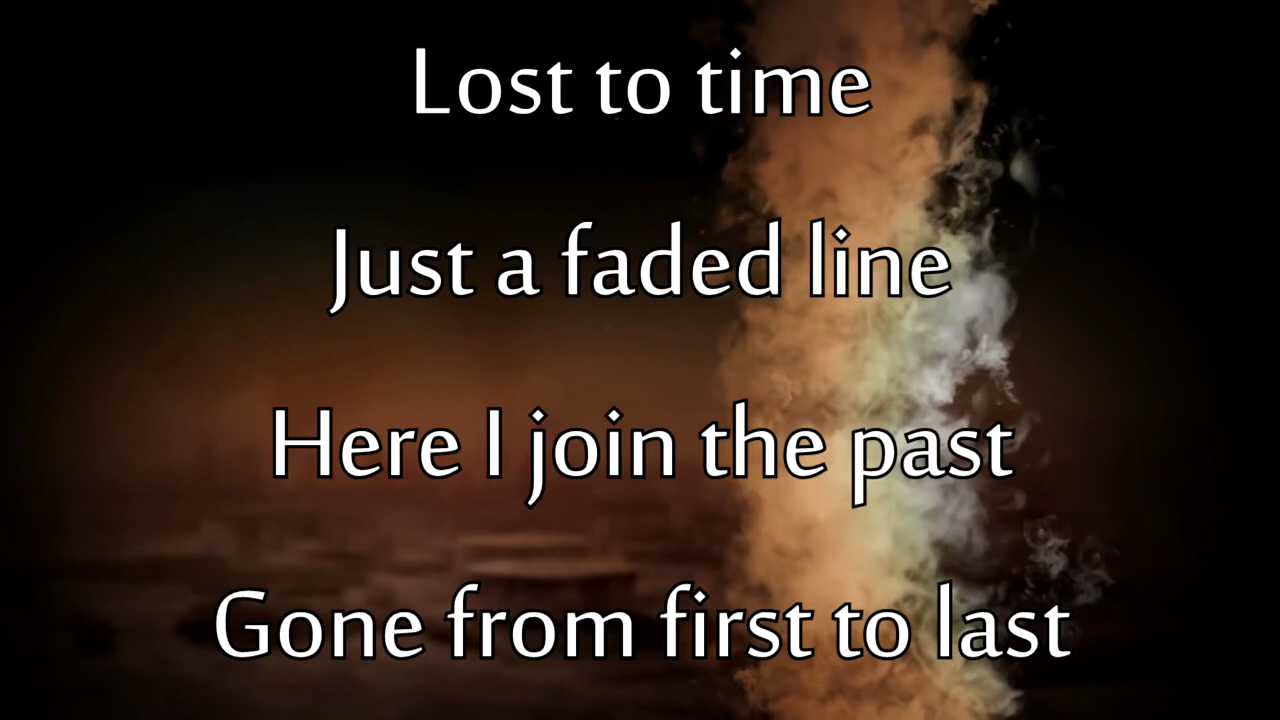 Lost to time
Just a faded line
Here I join the past
Gone from first to last